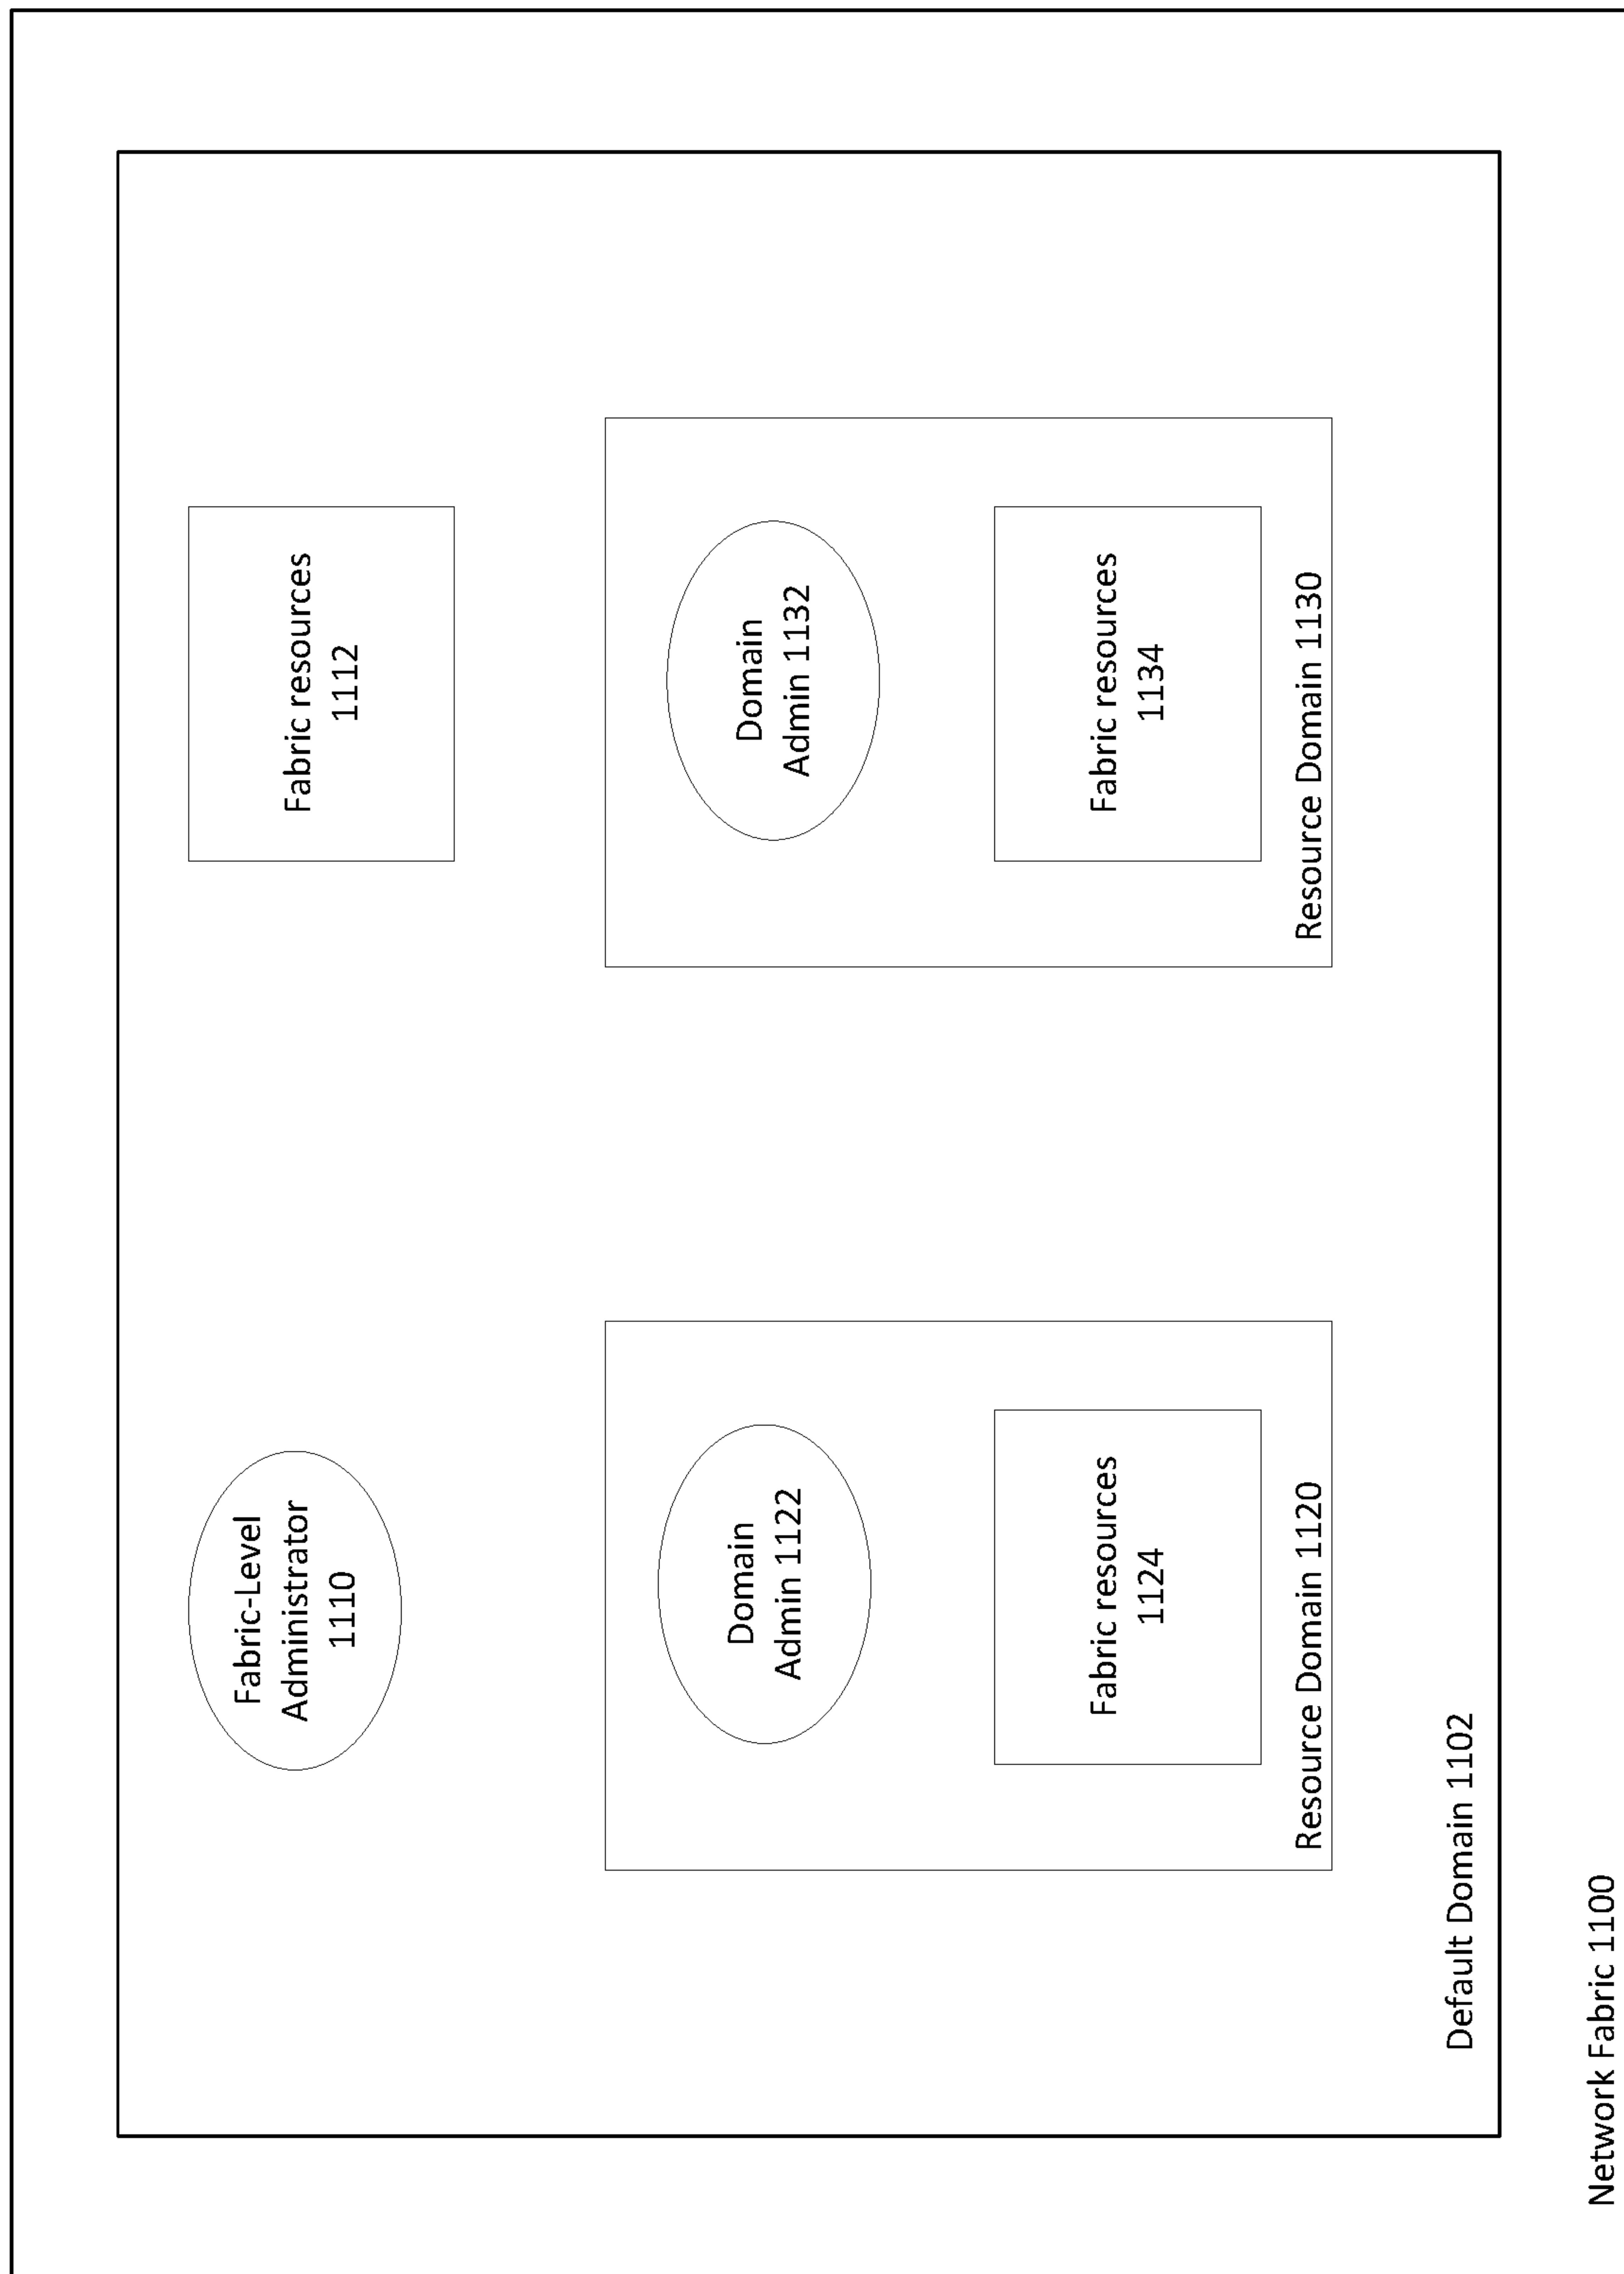 Fabric-Level
Administrator
1110
Fabric resources
1112
Domain
Admin 1122
Fabric resources
1124
Resource Domain 1120
Domain
Admin 1132
Fabric resources
1134
Resource Domain 1130
Default Domain 1102
Network Fabric 1100